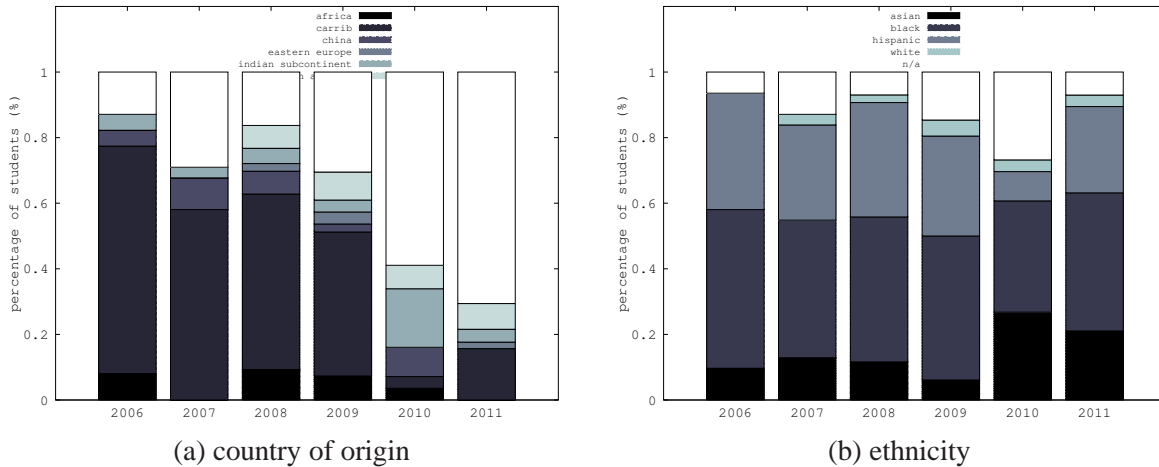 africa
carrib
china
eastern europe
indian subcontinent
percentage of students (%)
1
0.8
0.6
0.4
0.2
0
2006 2007 2008 2009 2010 2011
(a) country of origin
asian
black
hispanic
white
n/a
percentage of students (%)
1
0.8
0.6
0.4
0.2
0
2006 2007 2008 2009 2010 2011
(b) ethnicity